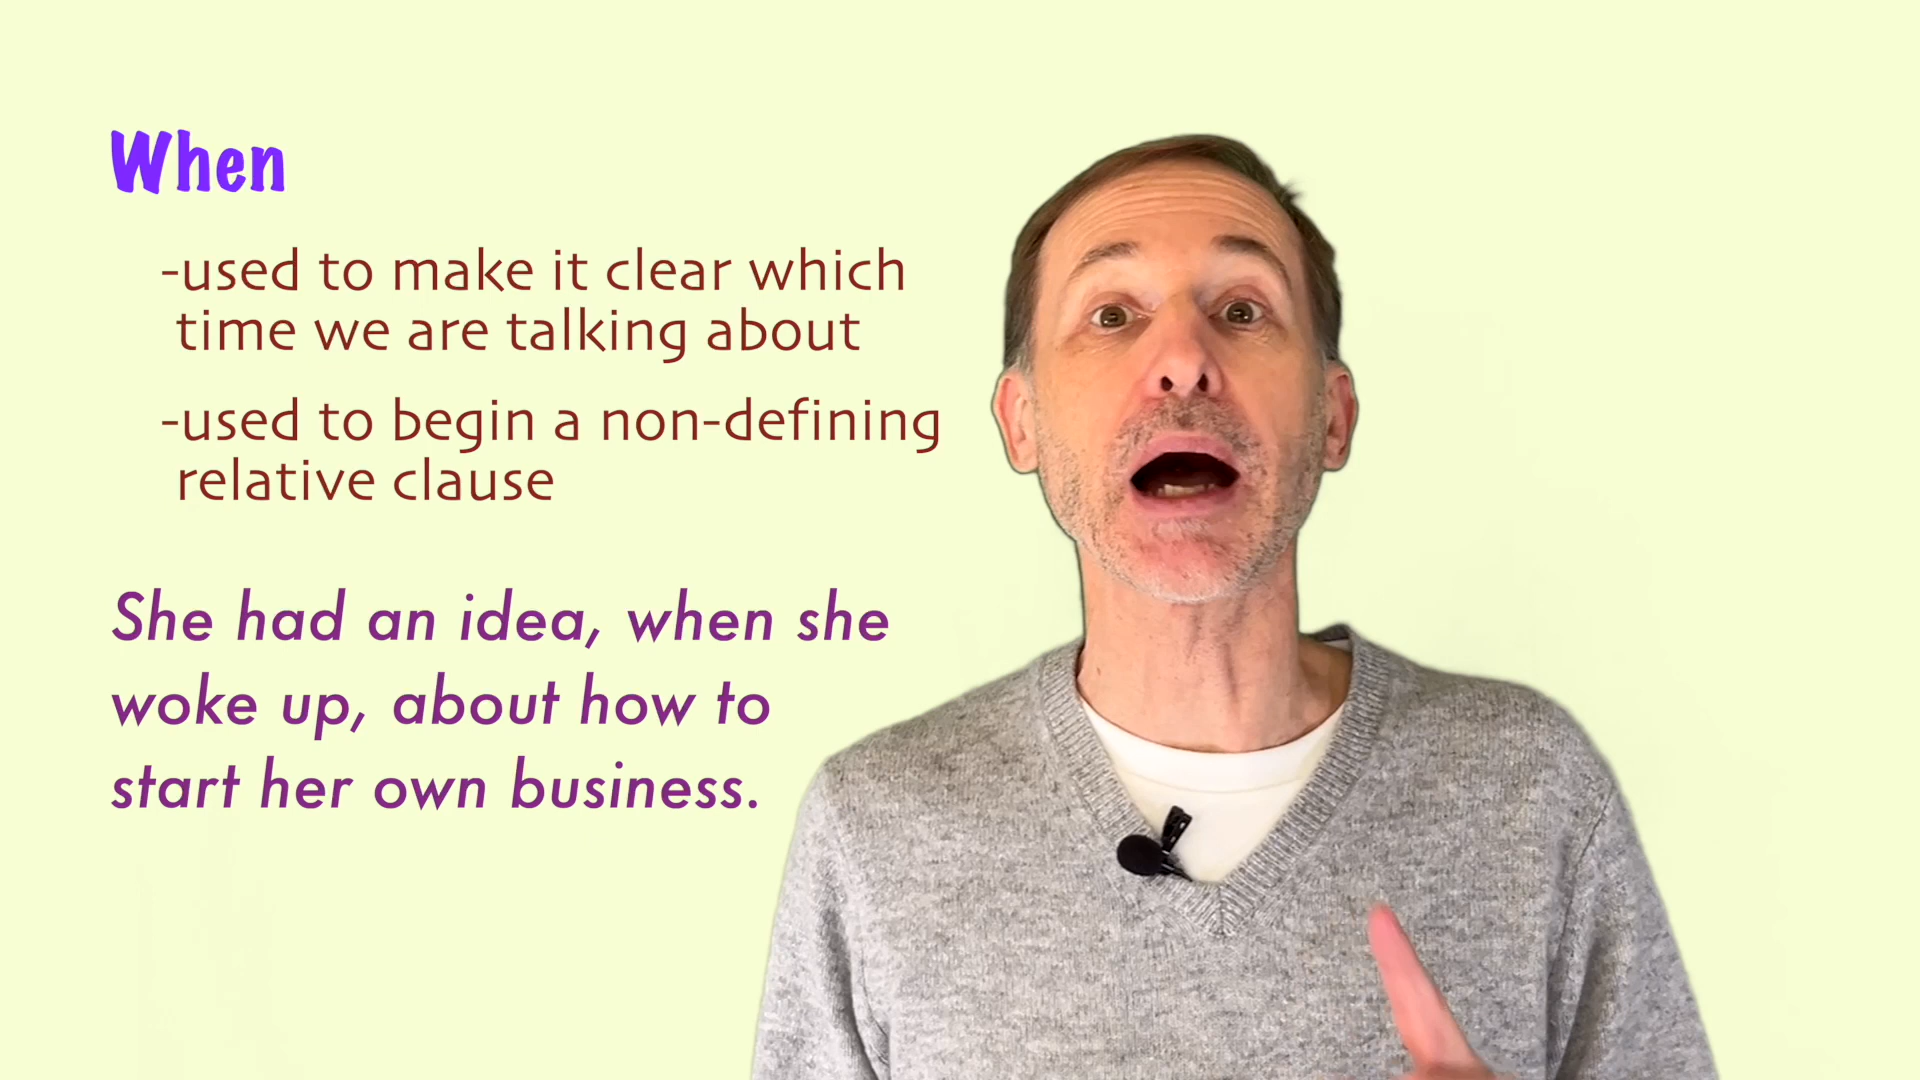 When
-used to make it clear which
time we are talking about
-used to begin a non-defining
relative clause
She had an idea, when she
woke up, about how to
start her own business.